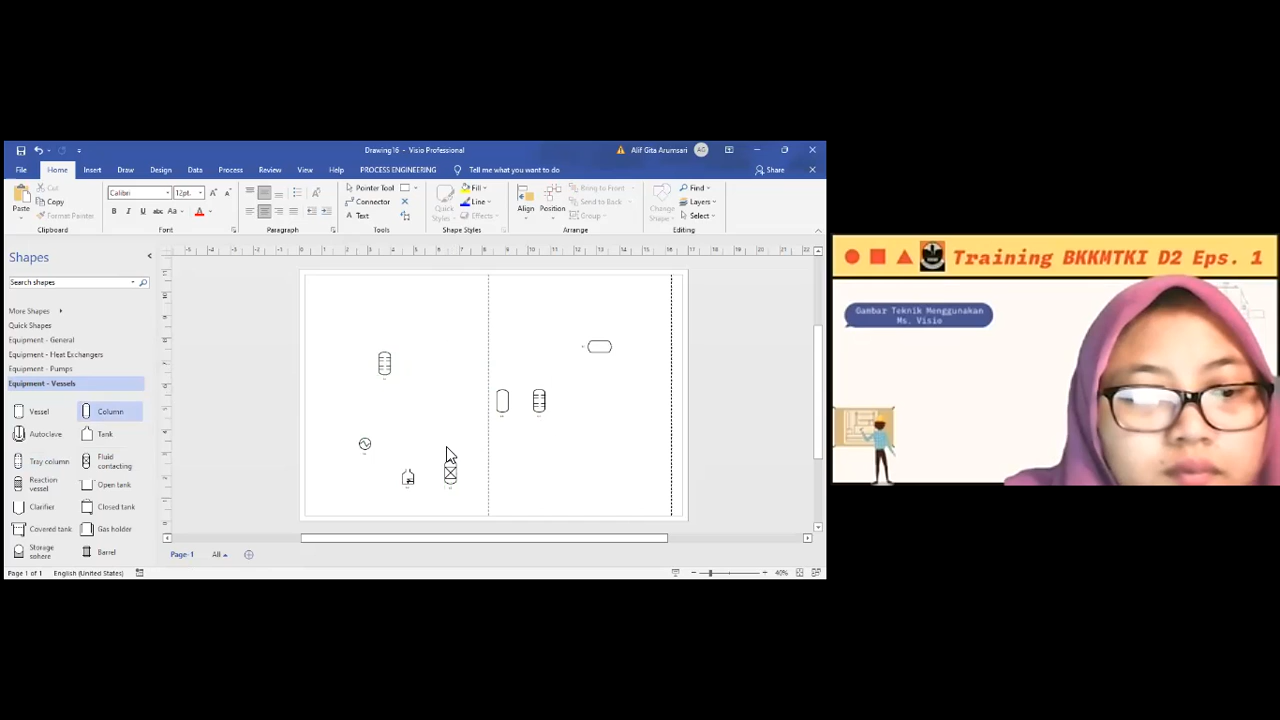 Drawing16 - Visio Professional
Alif Gita Arumsari
AG
File
Home
Insert
Draw
Design
Data
Process
Review
View
Help
PROCESS ENGINEERING
Tell me what you want to do
Share
Paste
Cut
Copy
Format Painter
Clipboard
Calibri
12pt.
B
I
U
abc
Aa
A
Font
Paragraph
Pointer Tool
Connector
Text
Tools
Quick
Styles
Fill
Line
Effects
Shape Styles
Align
Position
Bring to Front
Send to Back
Group
Arrange
Change
Shape
Find
Layers
Select
Editing
Shapes
Search shapes
More Shapes
Quick Shapes
Equipment - General
Equipment - Heat Exchangers
Equipment - Pumps
Equipment - Vessels
Vessel
Column
Autoclave
Tank
Tray column
Fluid
contacting
Reaction
vessel
Open tank
Clarifier
Closed tank
Covered tank
Gas holder
Storage
sphere
Barrel
Page-1
All
Page 1 of 1
English (United States)
40%
Training BKKMTKI D2 Eps. 1
Gambar Teknik Menggunakan
Ms. Visio